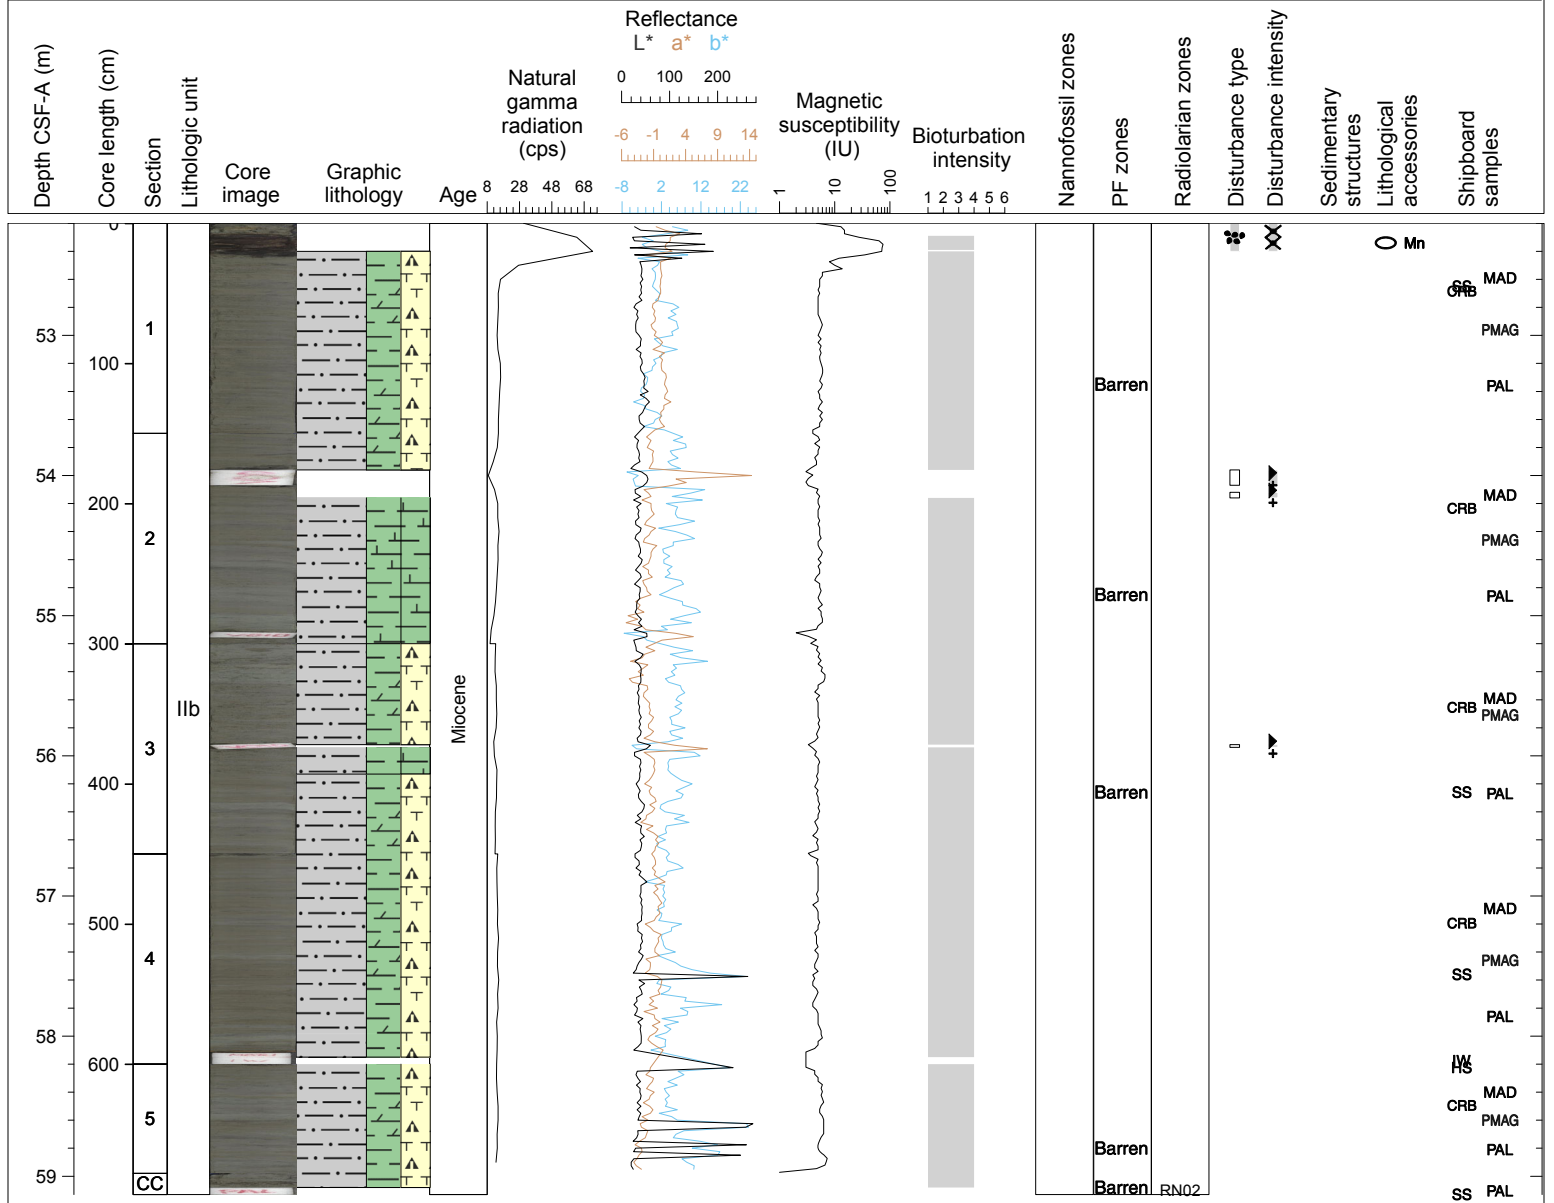 Depth CSF-A (m)
Core length (cm)
Section
Lithologic unit
Core image
Graphic lithology
Age
Natural gamma radiation (cps)
8 28 48 68
Reflectance
L* a* b*
0 100 200
-6 -1 4 9 14
-8 2 12 22
Magnetic susceptibility (IU)
1 10 100
Bioturbation intensity
1 2 3 4 5 6
Nannofossil zones
PF zones
Radiolarian zones
Disturbance type
Disturbance intensity
Sedimentary structures
Lithological accessories
Shipboard samples
0
Mn
MAD
SS
CRB
53
1
PMAG
100
Barren
PAL
54
200
MAD
CRB
2
PMAG
Barren
PAL
55
300
MAD
IIb
Miocene
CRB
PMAG
3
56
400
Barren
SS
PAL
57
MAD
500
CRB
4
PMAG
SS
PAL
58
600
IW
HS
MAD
CRB
5
PMAG
Barren
PAL
59
CC
Barren
RN02
SS
PAL